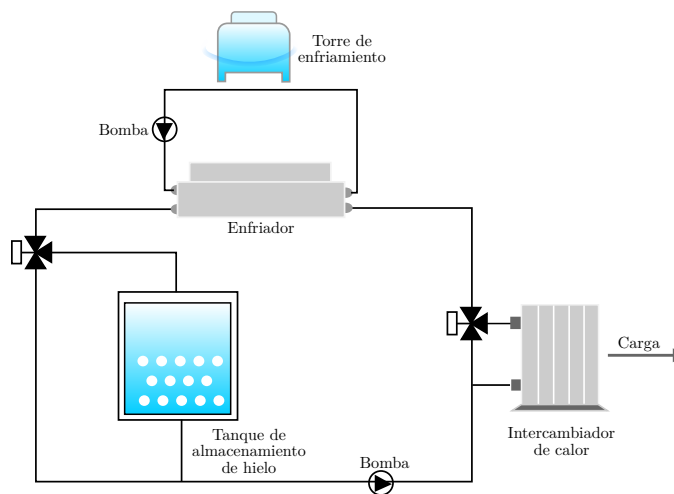 Torre de
enfriamiento
Bomba
Enfriador
Carga
Tanque de
almacenamiento
de hielo
Bomba
Intercambiador
de calor